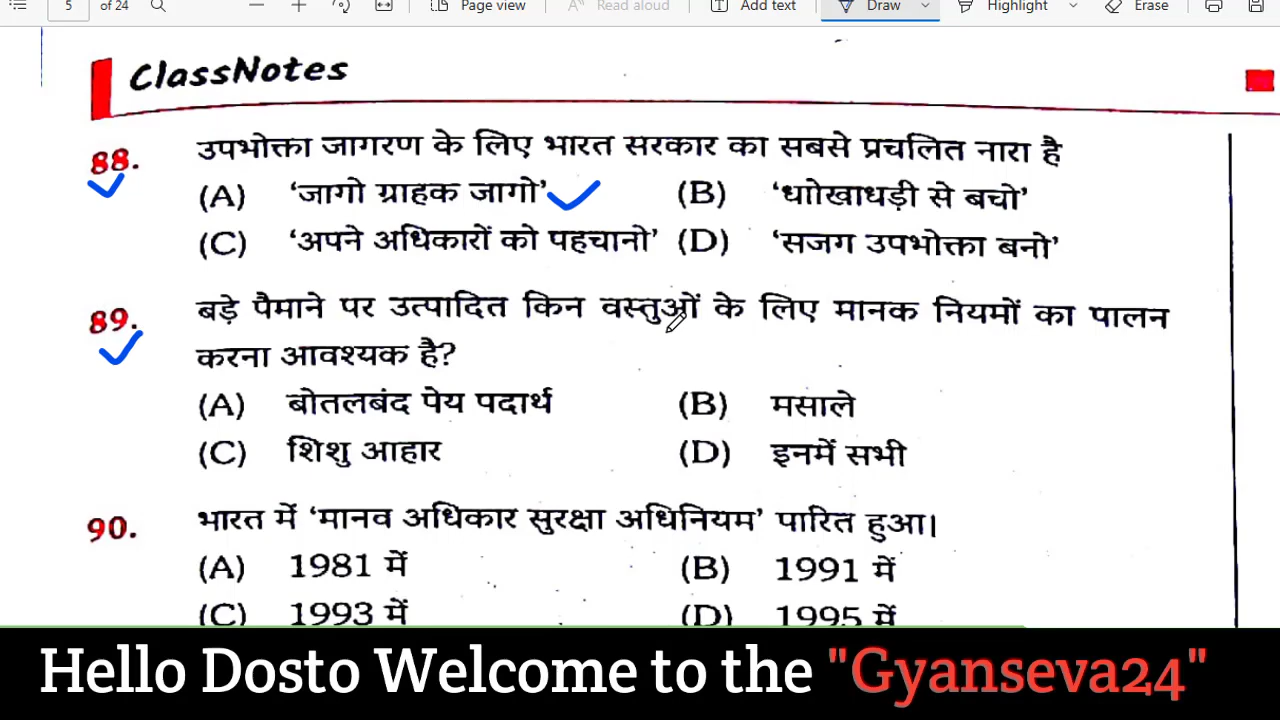 5 of 24 Page view Read aloud Add text Draw Highlight Erase
ClassNotes
88. उपभोक्ता जागरण के लिए भारत सरकार का सबसे प्रचलित नारा है
(A) ‘जागो ग्राहक जागो’ (B) ‘धाोखाधड़ी से बचो’
(C) ‘अपने अधिकारों को पहचानो’ (D) ‘सजग उपभोक्ता बनो’
89. बड़े पैमाने पर उत्पादित किन वस्तुओं के लिए मानक नियमों का पालन
करना आवश्यक है?
(A) बोतलबंद पेय पदार्थ (B) मसाले
(C) शिशु आहार (D) इनमें सभी
90. भारत में ‘मानव अधिकार सुरक्षा अधिनियम’ पारित हुआ।
(A) 1981 में (B) 1991 में
(C) 1993 में (D) 1995 में
Hello Dosto Welcome to the "Gyanseva24"